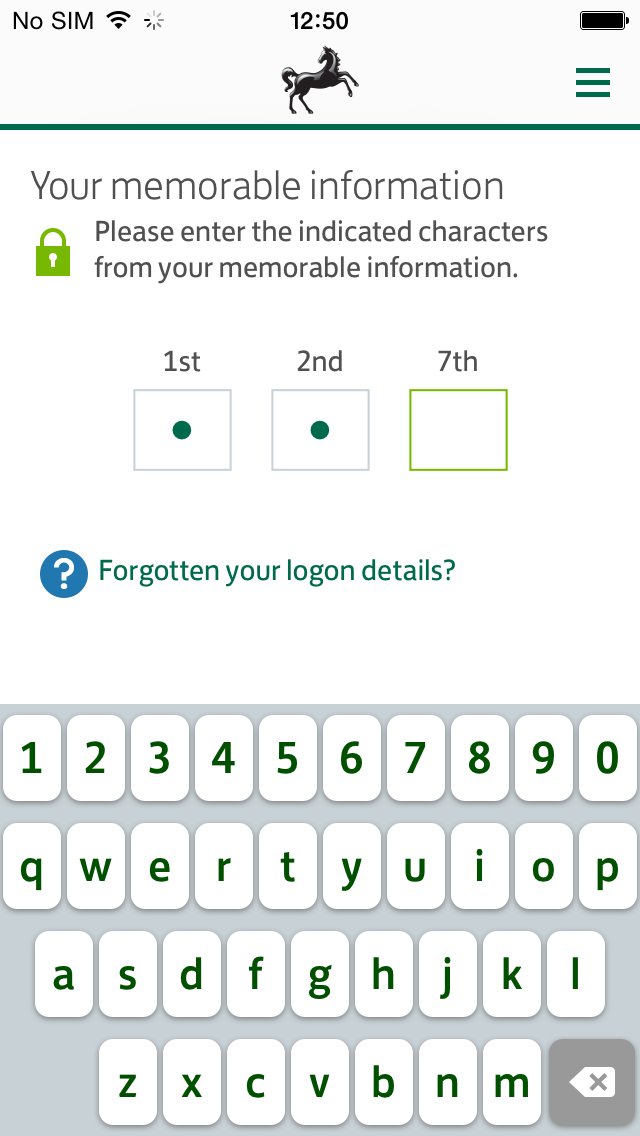 No SIM 12:50
Your memorable information
Please enter the indicated characters
from your memorable information.
1st 2nd 7th
?
Forgotten your logon details?
1 2 3 4 5 6 7 8 9 0
q w e r t y u i o p
a s d f g h j k l
z x c v b n m